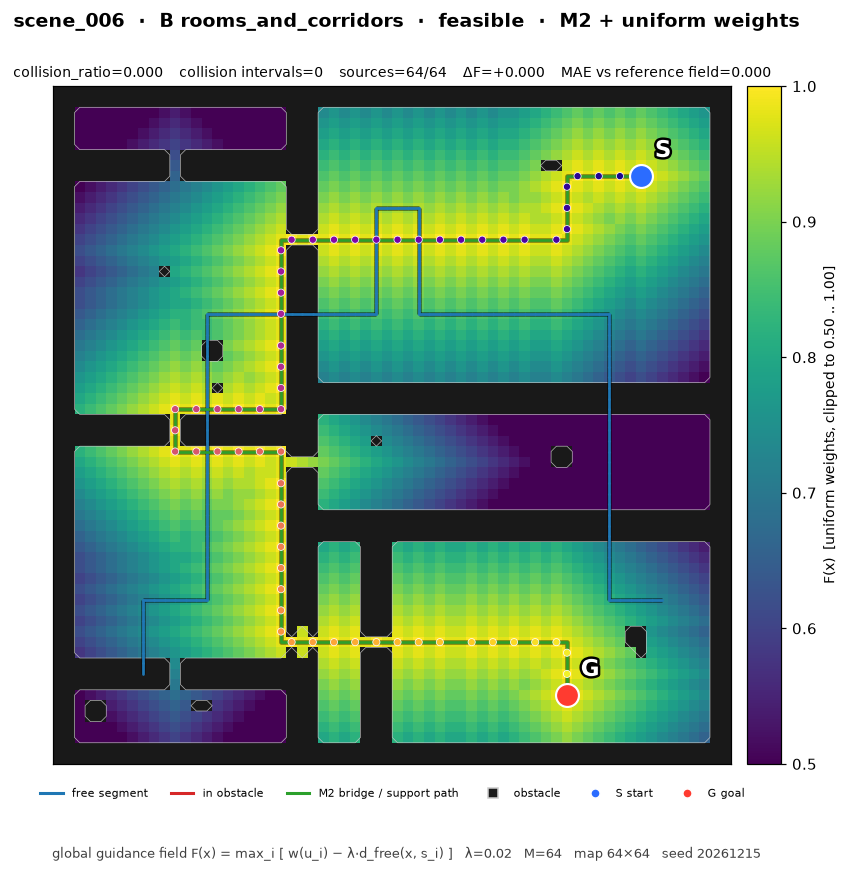 scene_006 · B rooms_and_corridors · feasible · M2 + uniform weights
collision_ratio=0.000 collision intervals=0 sources=64/64 ΔF=+0.000 MAE vs reference field=0.000
S
G
1.0
0.9
0.8
0.7
0.6
0.5
F(x) [uniform weights, clipped to 0.50 .. 1.00]
free segment in obstacle M2 bridge / support path obstacle S start G goal
global guidance field F(x) = max_i [ w(u_i) − λ·d_free(x, s_i) ] λ=0.02 M=64 map 64×64 seed 20261215